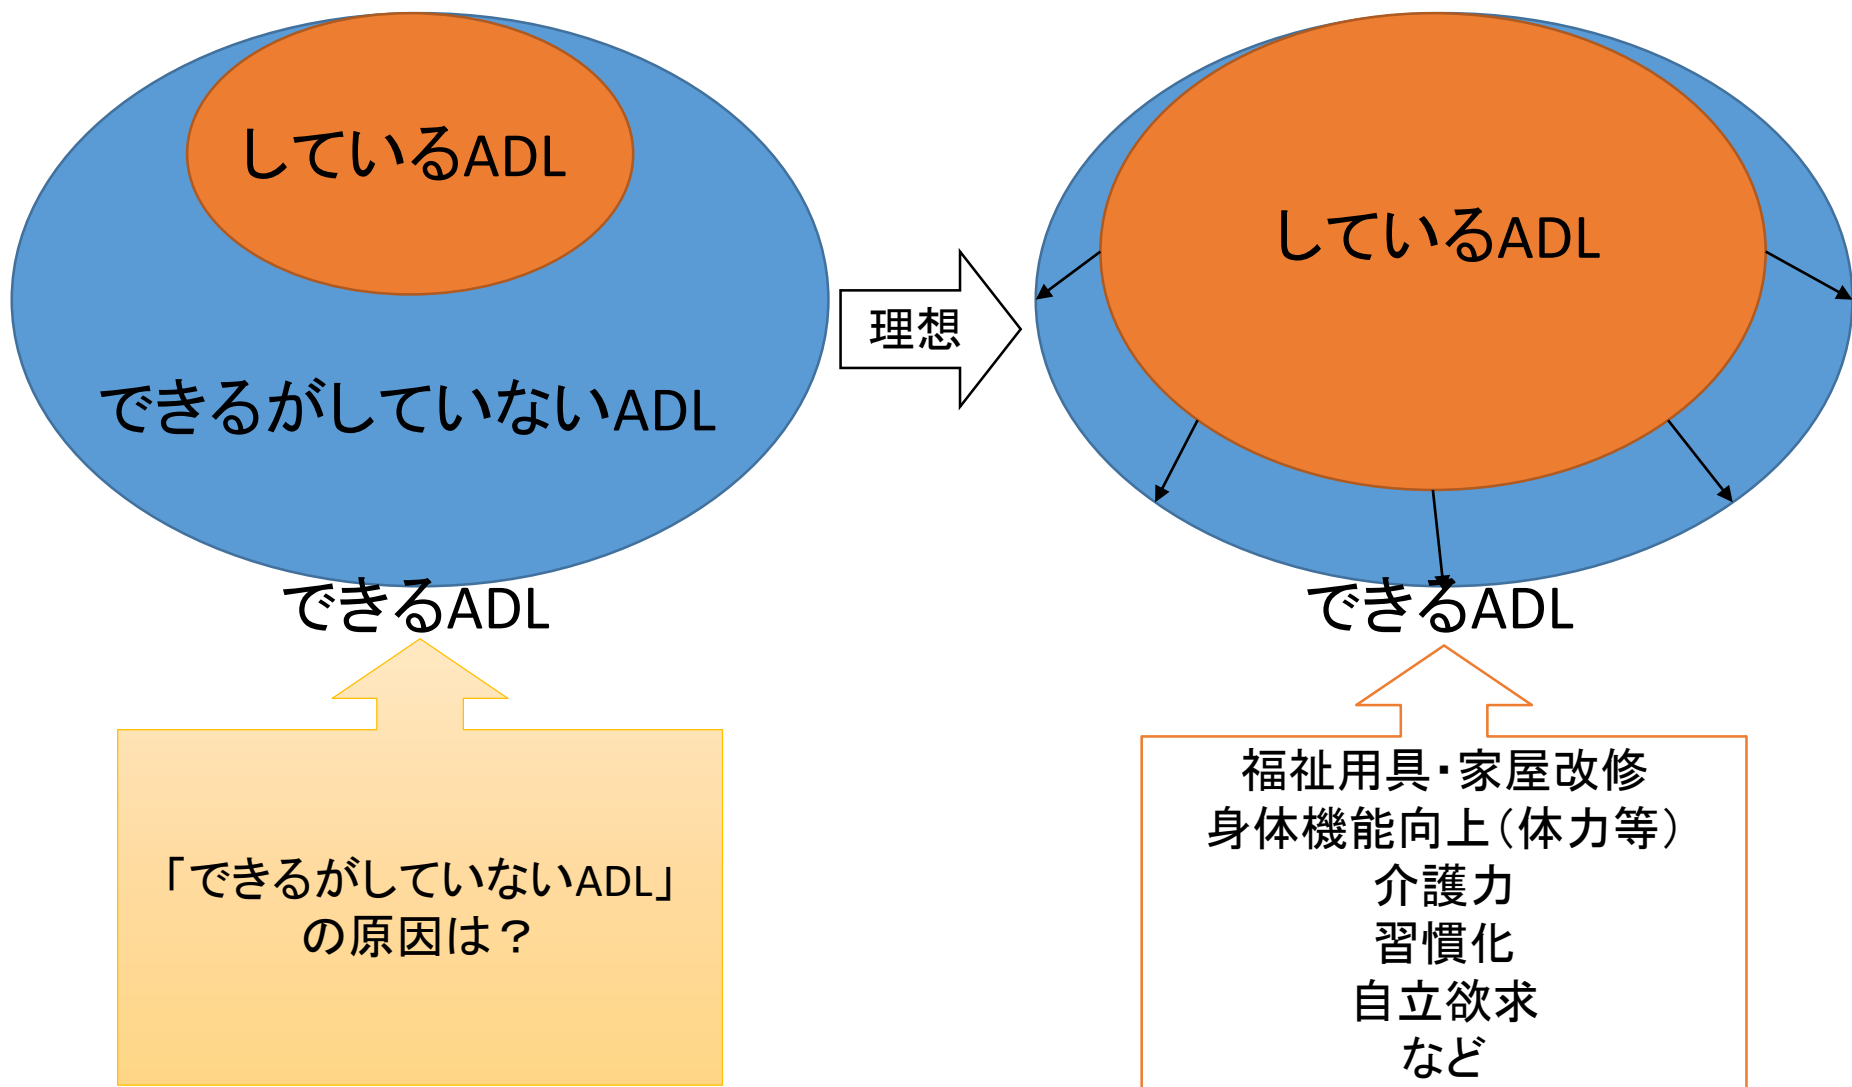 しているADL
できるがしていないADL
できるADL
「できるがしていないADL」
の原因は？
理想
しているADL
できるADL
福祉用具・家屋改修
身体機能向上（体力等）
介護力
習慣化
自立欲求
など